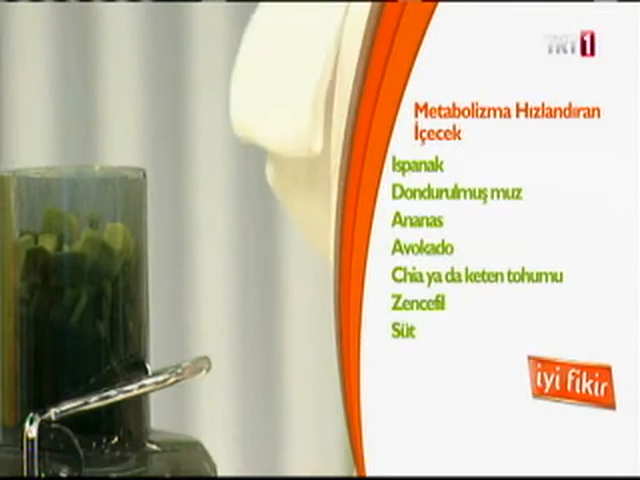 TRT 1
Metabolizma Hızlandıran
İçecek
Ispanak
Dondurulmuş muz
Ananas
Avokado
Chia ya da keten tohumu
Zencefil
Süt
iyi fikir